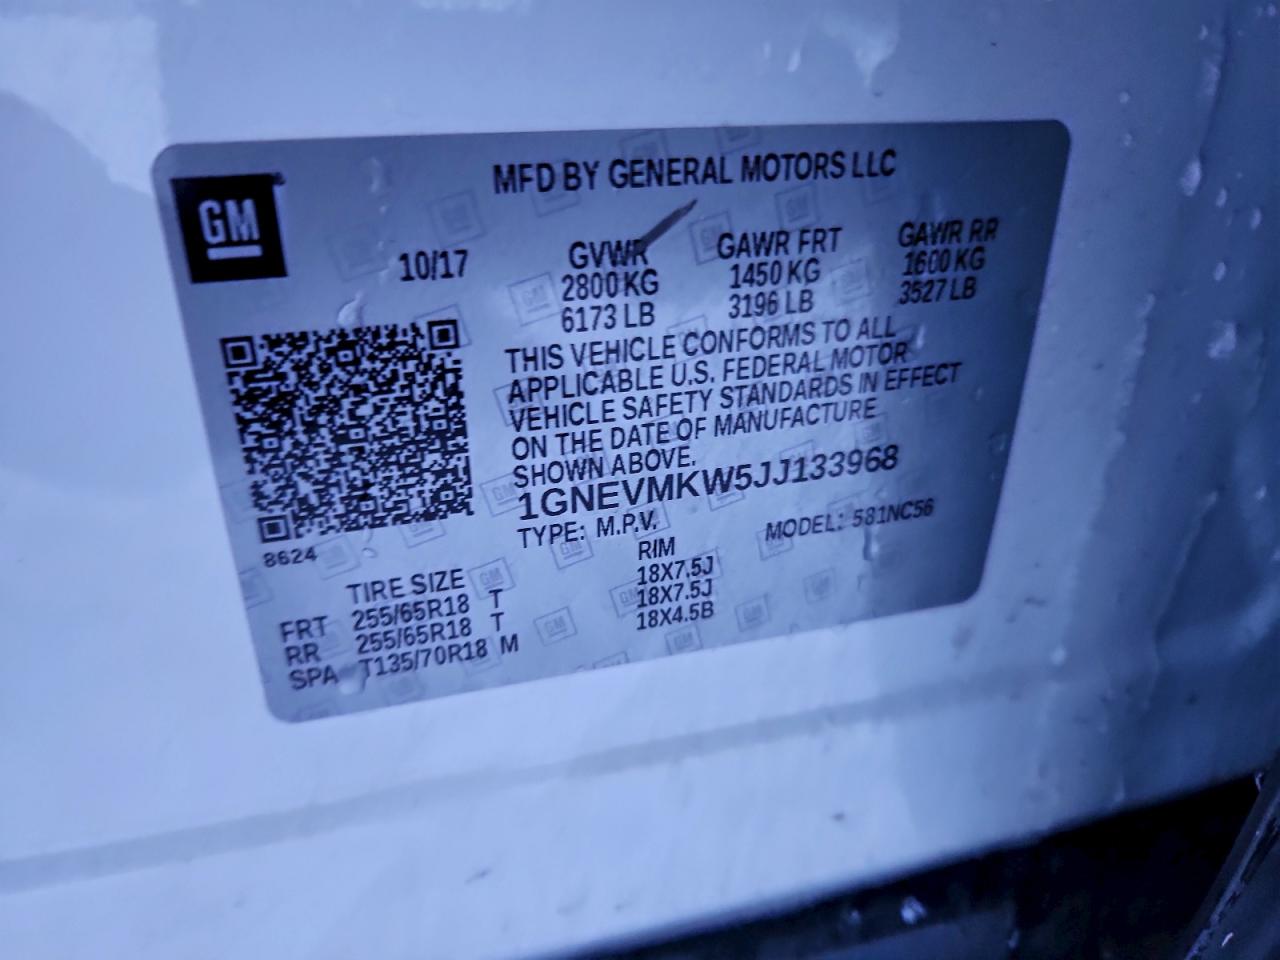 MFD BY GENERAL MOTORS LLC
GM
10/17
GVWR GAWR FRT GAWR RR
2800 KG 1450 KG 1600 KG
6173 LB 3196 LB 3527 LB
THIS VEHICLE CONFORMS TO ALL
APPLICABLE U.S. FEDERAL MOTOR
VEHICLE SAFETY STANDARDS IN EFFECT
ON THE DATE OF MANUFACTURE
SHOWN ABOVE.
1GNEVMKW5JJ133968
TYPE: M.P.V. MODEL: 581NC56
8624
TIRE SIZE RIM
FRT 255/65R18 T 18X7.5J
RR 255/65R18 T 18X7.5J
SPA T135/70R18 M 18X4.5B